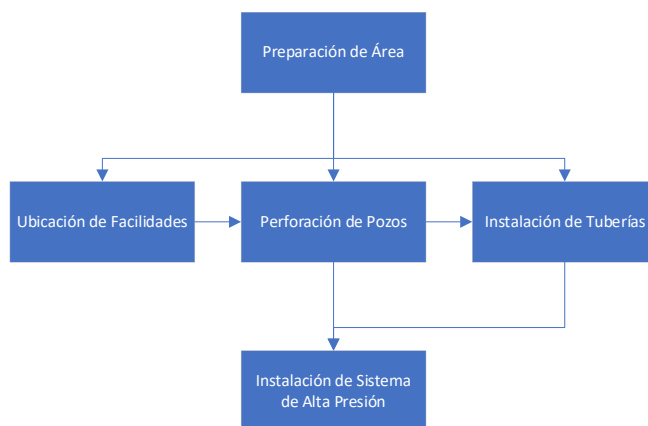 Preparación de Área
Ubicación de Facilidades
Perforación de Pozos
Instalación de Tuberías
Instalación de Sistema
de Alta Presión